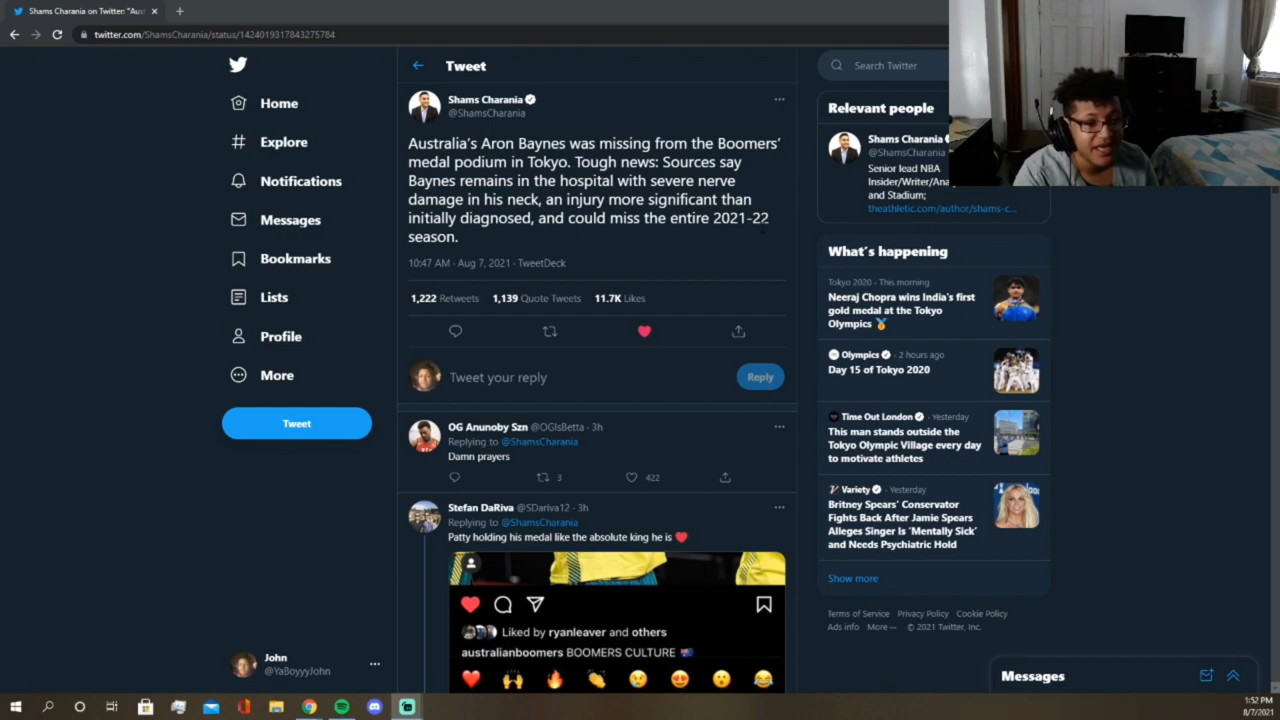 Shams Charania on Twitter: "Aus
twitter.com/ShamsCharania/status/1424019317843275784
Home
Explore
Notifications
Messages
Bookmarks
Lists
Profile
More
Tweet
John
@YaBoyyyJohn
Tweet
Shams Charania
@ShamsCharania
Australia's Aron Baynes was missing from the Boomers'
medal podium in Tokyo. Tough news: Sources say
Baynes remains in the hospital with severe nerve
damage in his neck, an injury more significant than
initially diagnosed, and could miss the entire 2021-22
season.
10:47 AM · Aug 7, 2021 · TweetDeck
1,222 Retweets 1,139 Quote Tweets 11.7K Likes
Tweet your reply
Reply
OG Anunoby Szn @OGIsBetta · 3h
Replying to @ShamsCharania
Damn prayers
3 422
Stefan DaRiva @SDariva12 · 3h
Replying to @ShamsCharania
Patty holding his medal like the absolute king he is ❤️
Liked by ryanleaver and others
australianboomers BOOMERS CULTURE 🇦🇺
❤️ 🙌 🔥 👏 😢 😍 😮 😂
Search Twitter
Relevant people
Shams Charania
@ShamsCharania
Senior lead NBA
Insider/Writer/Ana
and Stadium;
theathletic.com/author/shams-c...
What's happening
Tokyo 2020 · This morning
Neeraj Chopra wins India's first
gold medal at the Tokyo
Olympics 🏅
Olympics · 2 hours ago
Day 15 of Tokyo 2020
Time Out London · Yesterday
This man stands outside the
Tokyo Olympic Village every day
to motivate athletes
Variety · Yesterday
Britney Spears' Conservator
Fights Back After Jamie Spears
Alleges Singer Is 'Mentally Sick'
and Needs Psychiatric Hold
Show more
Terms of Service Privacy Policy Cookie Policy
Ads info More ··· © 2021 Twitter, Inc.
Messages
1:52 PM
8/7/2021